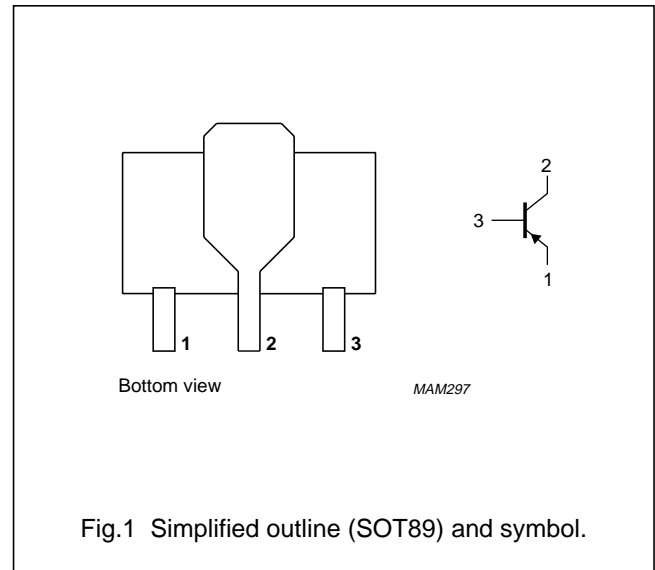 2
3
1
1 2 3
Bottom view
MAM297
Fig.1 Simplified outline (SOT89) and symbol.